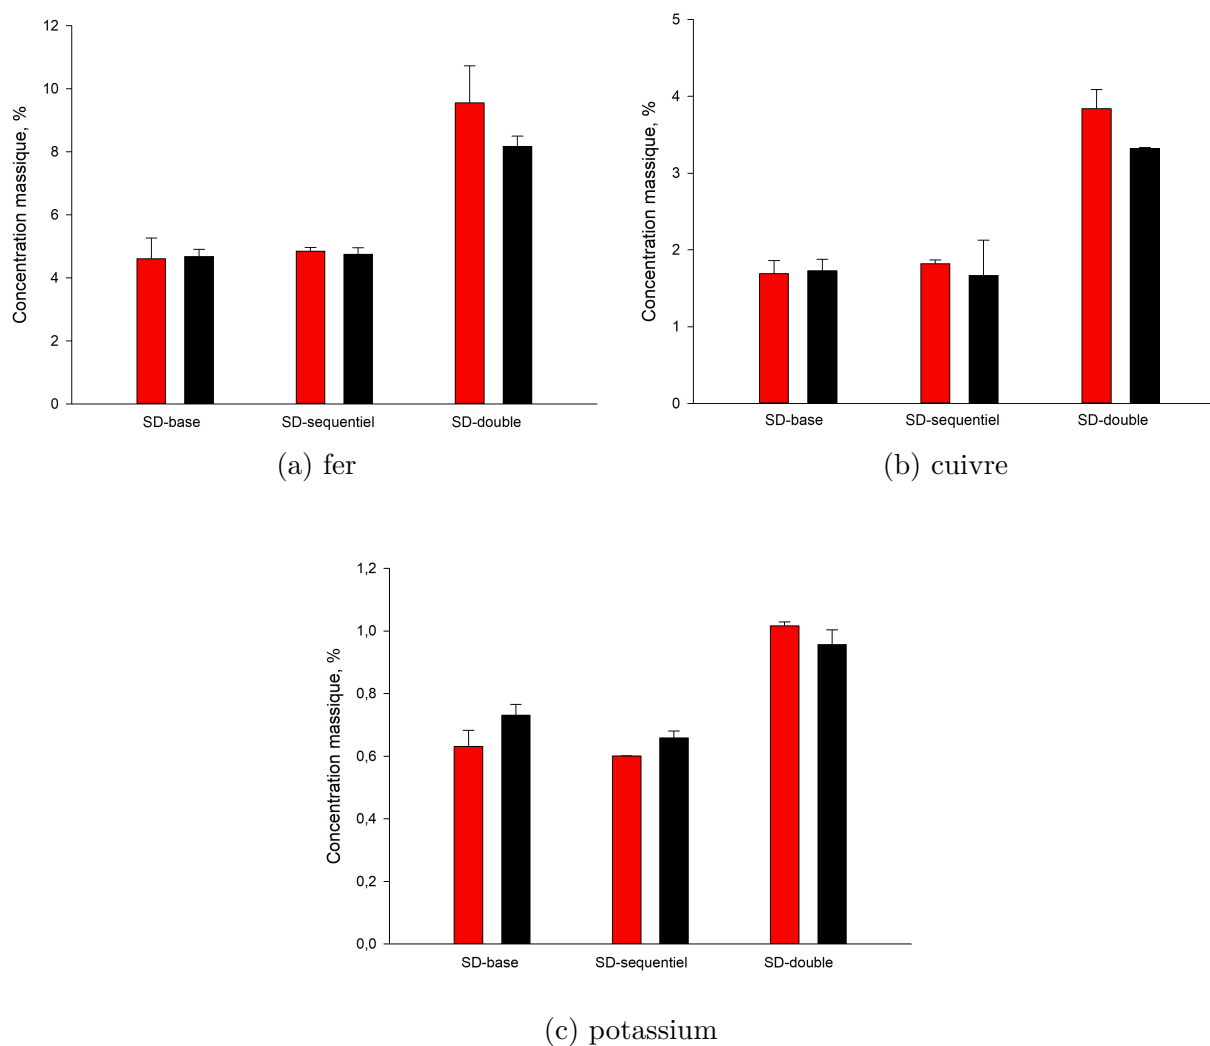 Concentration massique, %
12
10
8
6
4
2
0
SD-base SD-sequentiel SD-double
(a) fer
Concentration massique, %
5
4
3
2
1
0
SD-base SD-sequentiel SD-double
(b) cuivre
Concentration massique, %
1,2
1,0
0,8
0,6
0,4
0,2
0,0
SD-base SD-sequentiel SD-double
(c) potassium